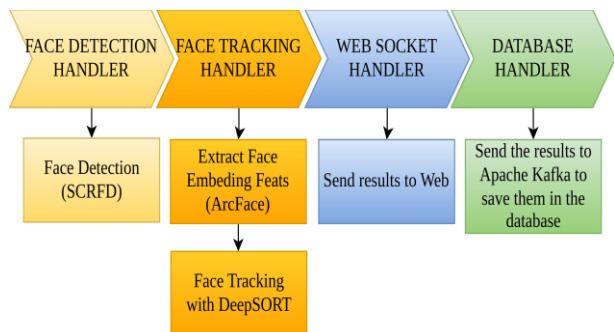 FACE DETECTION
HANDLER
FACE TRACKING
HANDLER
WEB SOCKET
HANDLER
DATABASE
HANDLER
Face Detection
(SCRFD)
Extract Face
Embeding Feats
(ArcFace)
Send results to Web
Send the results to
Apache Kafka to
save them in the
database
Face Tracking
with DeepSORT